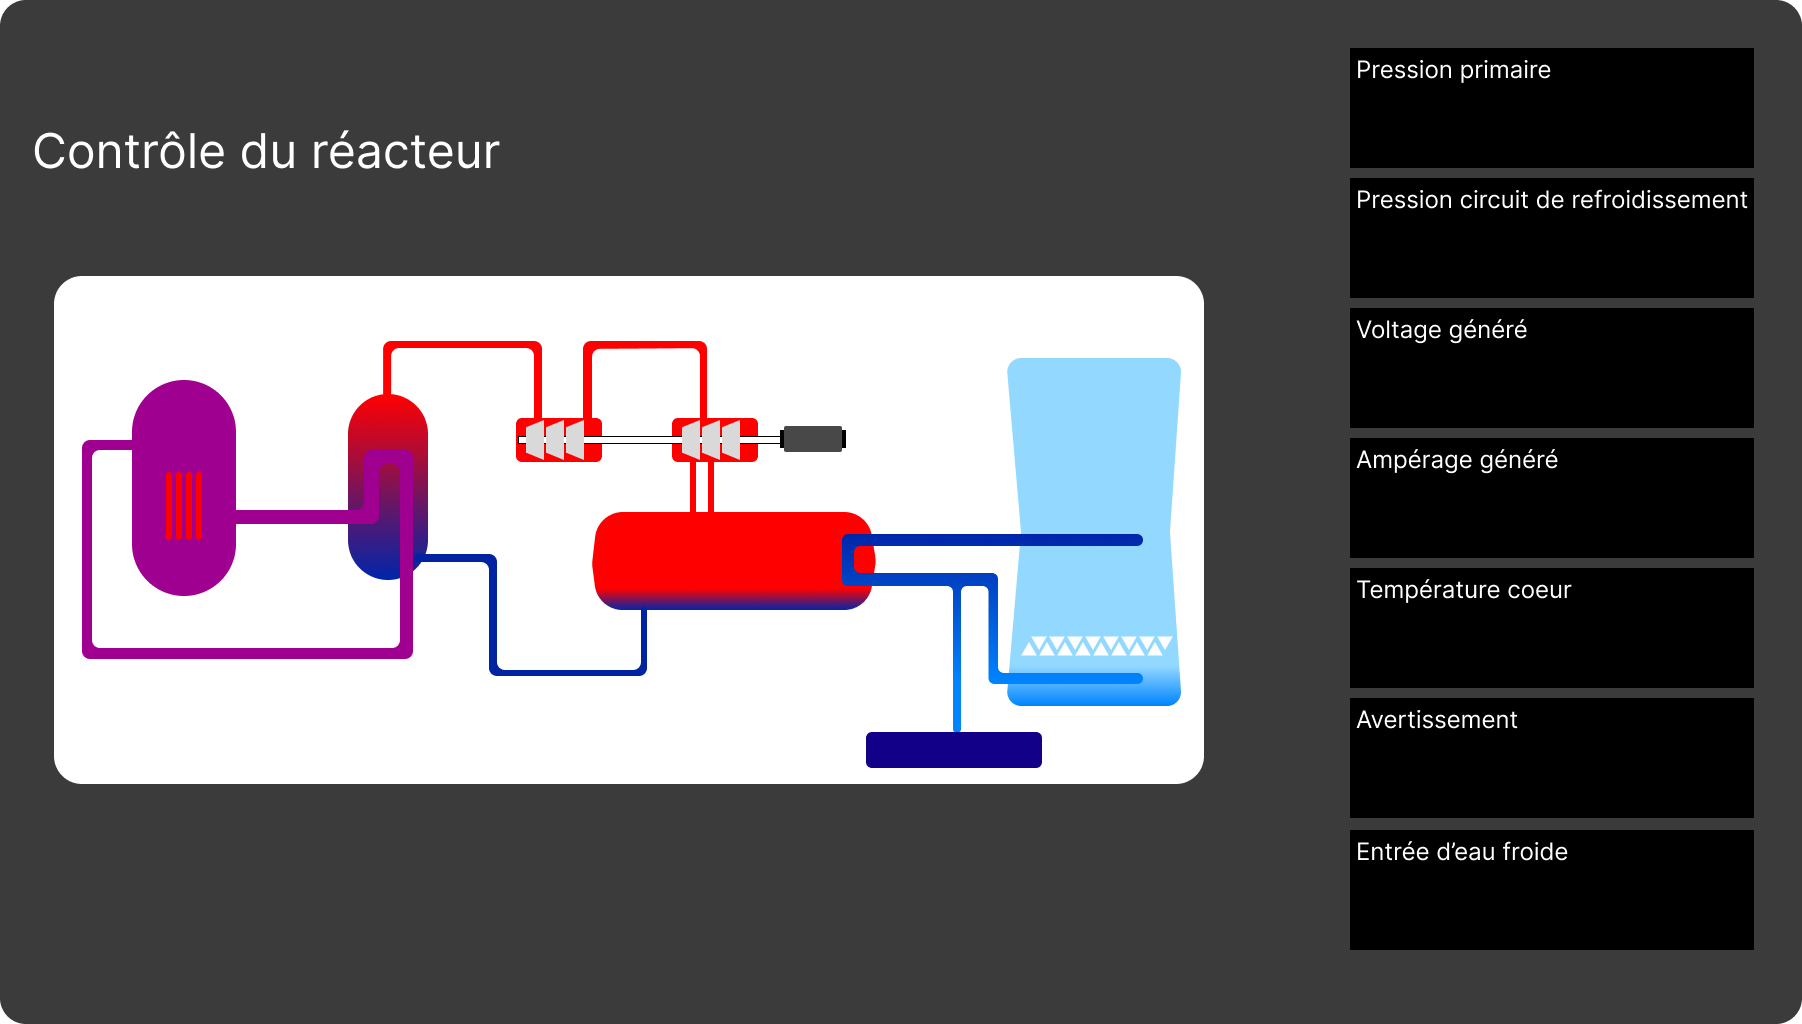 Contrôle du réacteur
Pression primaire
Pression circuit de refroidissement
Voltage généré
Ampérage généré
Température coeur
Avertissement
Entrée d’eau froide